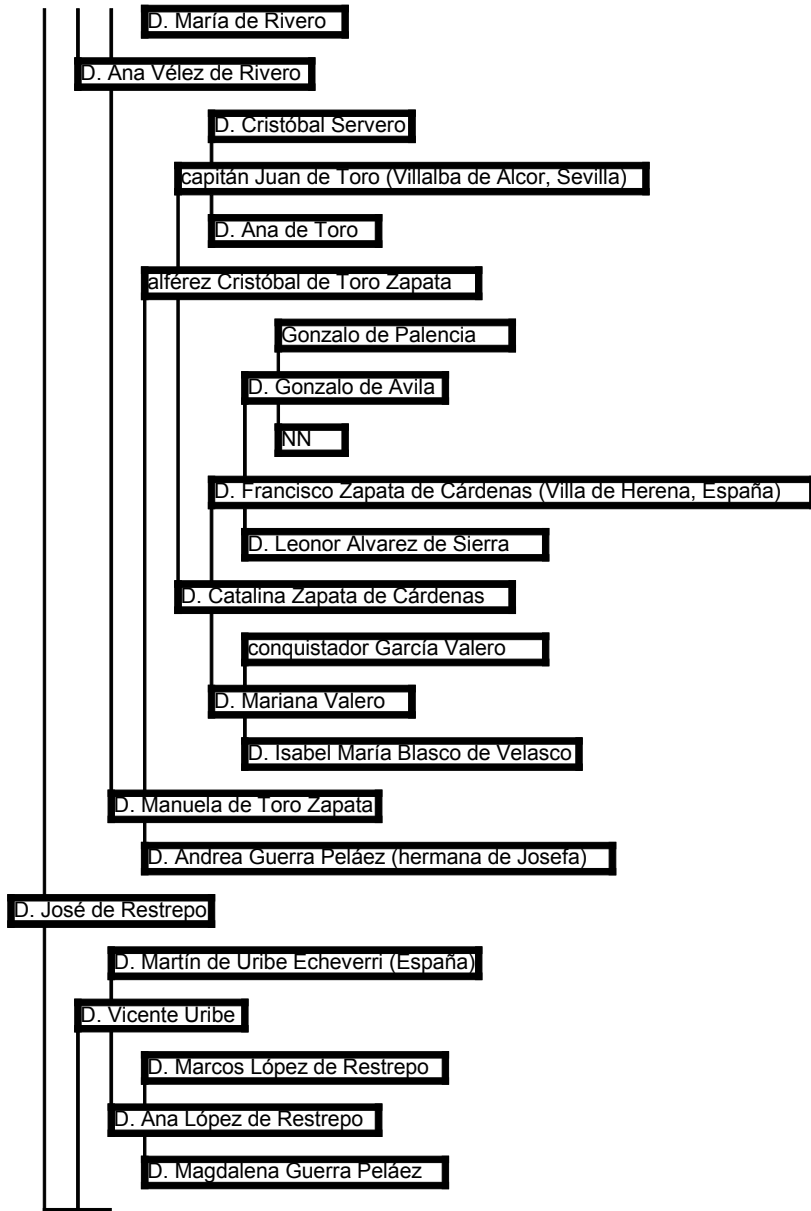 D. María de Rivero
D. Ana Vélez de Rivero
D. Cristóbal Servero
capitán Juan de Toro (Villalba de Alcor, Sevilla)
D. Ana de Toro
alférez Cristóbal de Toro Zapata
Gonzalo de Palencia
D. Gonzalo de Avila
NN
D. Francisco Zapata de Cárdenas (Villa de Herena, España)
D. Leonor Alvarez de Sierra
D. Catalina Zapata de Cárdenas
conquistador García Valero
D. Mariana Valero
D. Isabel María Blasco de Velasco
D. Manuela de Toro Zapata
D. Andrea Guerra Peláez (hermana de Josefa)
D. José de Restrepo
D. Martín de Uribe Echeverri (España)
D. Vicente Uribe
D. Marcos López de Restrepo
D. Ana López de Restrepo
D. Magdalena Guerra Peláez